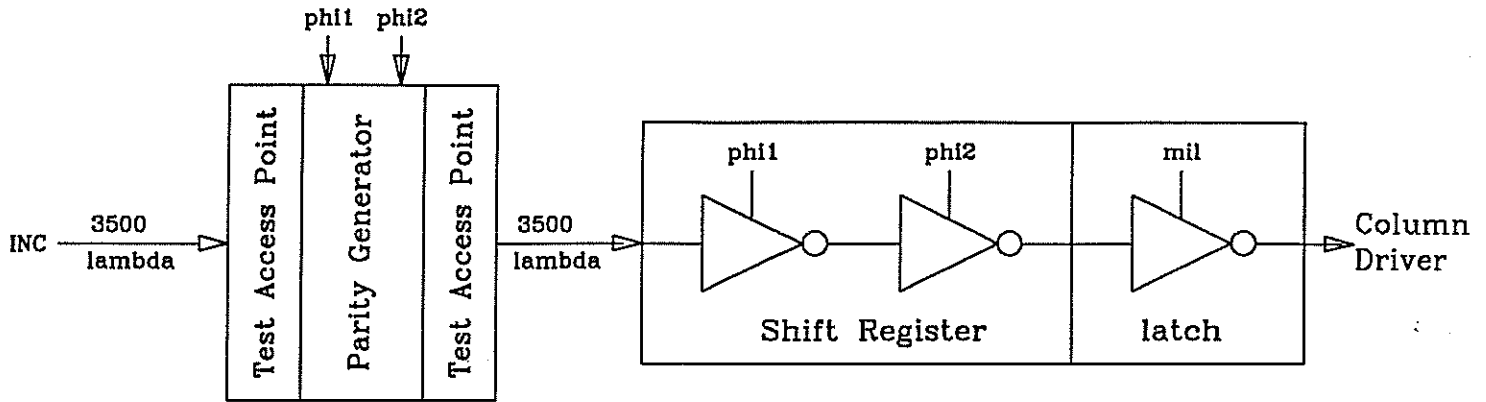 phi1 phi2
Test Access Point
Parity Generator
Test Access Point
INC
3500
lambda
3500
lambda
phi1
phi2
mil
Shift Register
latch
Column
Driver